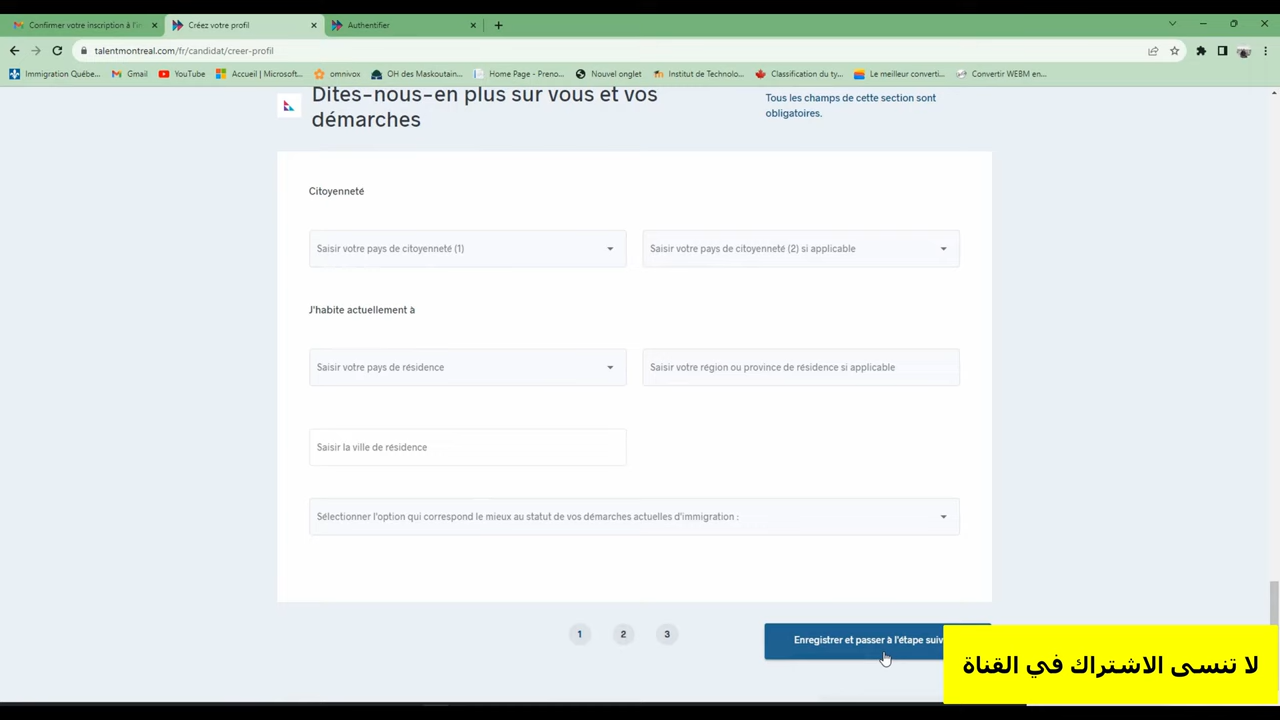 Confirmer votre inscription à l'i
Créez votre profil
Authentifier
talentmontreal.com/fr/candidat/creer-profil
Immigration Québe...
Gmail
YouTube
Accueil | Microsoft...
omnivox
OH des Maskoutain...
Home Page - Preno...
Nouvel onglet
Institut de Technolo...
Classification du ty...
Le meilleur converti...
Convertir WEBM en...
Dites-nous-en plus sur vous et vos
démarches
Tous les champs de cette section sont
obligatoires.
Citoyenneté
Saisir votre pays de citoyenneté (1)
Saisir votre pays de citoyenneté (2) si applicable
J'habite actuellement à
Saisir votre pays de résidence
Saisir votre région ou province de résidence si applicable
Saisir la ville de résidence
Sélectionner l'option qui correspond le mieux au statut de vos démarches actuelles d'immigration :
1 2 3
Enregistrer et passer à l'étape suiv
لا تنسى الاشتراك في القناة